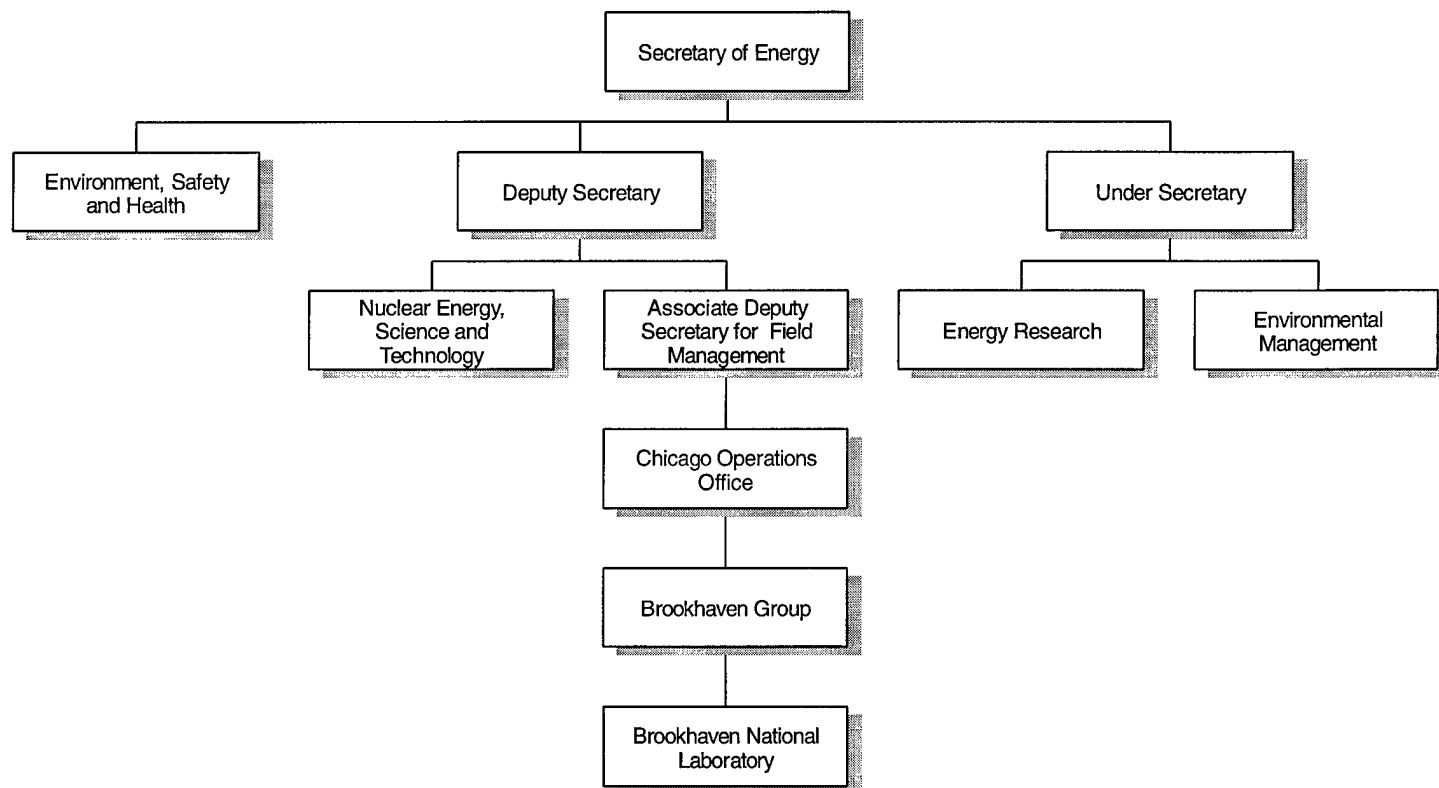 Secretary of Energy
Environment, Safety
and Health
Deputy Secretary
Under Secretary
Nuclear Energy,
Science and
Technology
Associate Deputy
Secretary for Field
Management
Energy Research
Environmental
Management
Chicago Operations
Office
Brookhaven Group
Brookhaven National
Laboratory